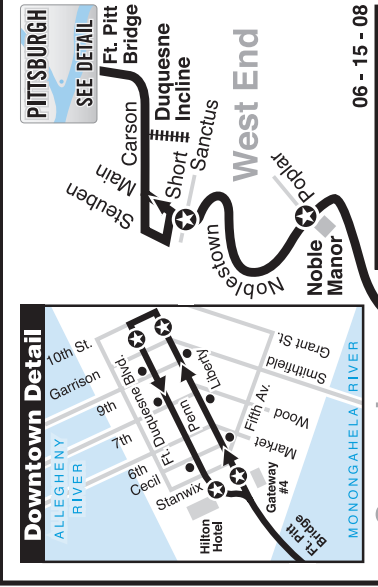 PITTSBURGH
SEE DETAIL
Ft. Pitt
Bridge
Carson
Duquesne
Incline
Main
Steuben
Short
Sanctus
West End
Noblestown
Poplar
Noble
Manor
06 - 15 - 08
Downtown Detail
ALLEGHENY
RIVER
10th St.
Garrison
9th
7th
6th
Cecil
Stanwix
Ft. Duquesne Blvd.
Penn
Liberty
Fifth Av.
Market
Wood
Smithfield
Grant St.
Hilton
Hotel
Gateway
#4
Ft. Pitt
Bridge
MONONGAHELA RIVER